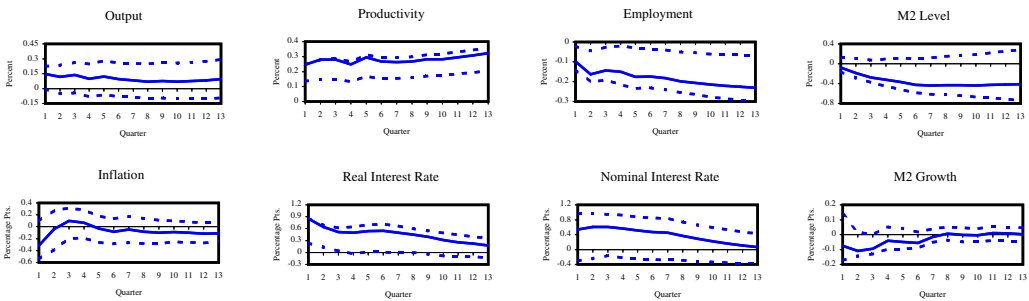 Output
Productivity
Employment
M2 Level
Percent
0.45
0.3
0.15
0
-0.15
1 2 3 4 5 6 7 8 9 10 11 12 13
Quarter
Percent
0.4
0.3
0.2
0.1
0
1 2 3 4 5 6 7 8 9 10 11 12 13
Quarter
Percent
0
-0.1
-0.2
-0.3
1 2 3 4 5 6 7 8 9 10 11 12 13
Quarter
Percent
0.4
0
-0.4
-0.8
1 2 3 4 5 6 7 8 9 10 11 12 13
Quarter
Inflation
Real Interest Rate
Nominal Interest Rate
M2 Growth
Percentage Pts.
0.4
0.2
0
-0.2
-0.4
-0.6
1 2 3 4 5 6 7 8 9 10 11 12 13
Quarter
Percentage Pts.
1.2
0.9
0.6
0.3
0
-0.3
1 2 3 4 5 6 7 8 9 10 11 12 13
Quarter
Percentage Pts.
1.2
0.8
0.4
0
-0.4
1 2 3 4 5 6 7 8 9 10 11 12 13
Quarter
Percentage Pts.
0.2
0.1
0
-0.1
-0.2
1 2 3 4 5 6 7 8 9 10 11 12 13
Quarter